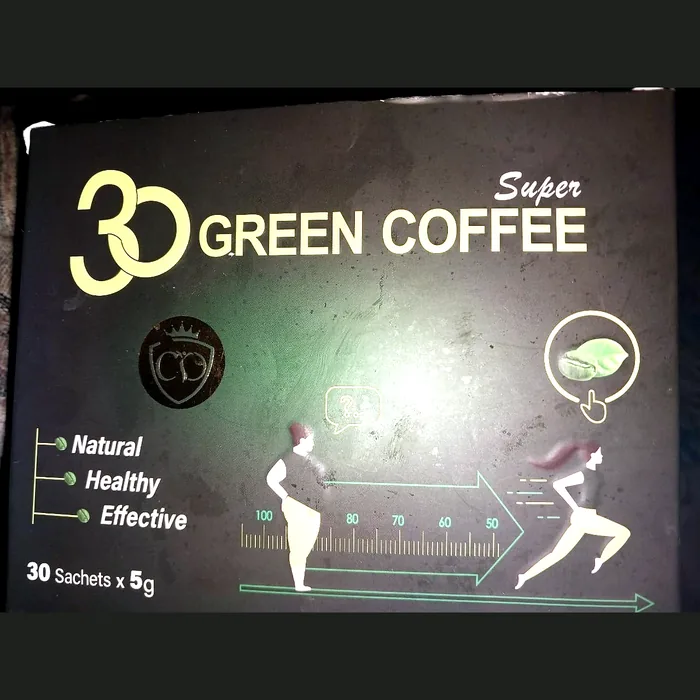 Super
30 GREEN COFFEE
?..
Natural
Healthy
Effective
100 80 70 60 50
30 Sachets x 5g